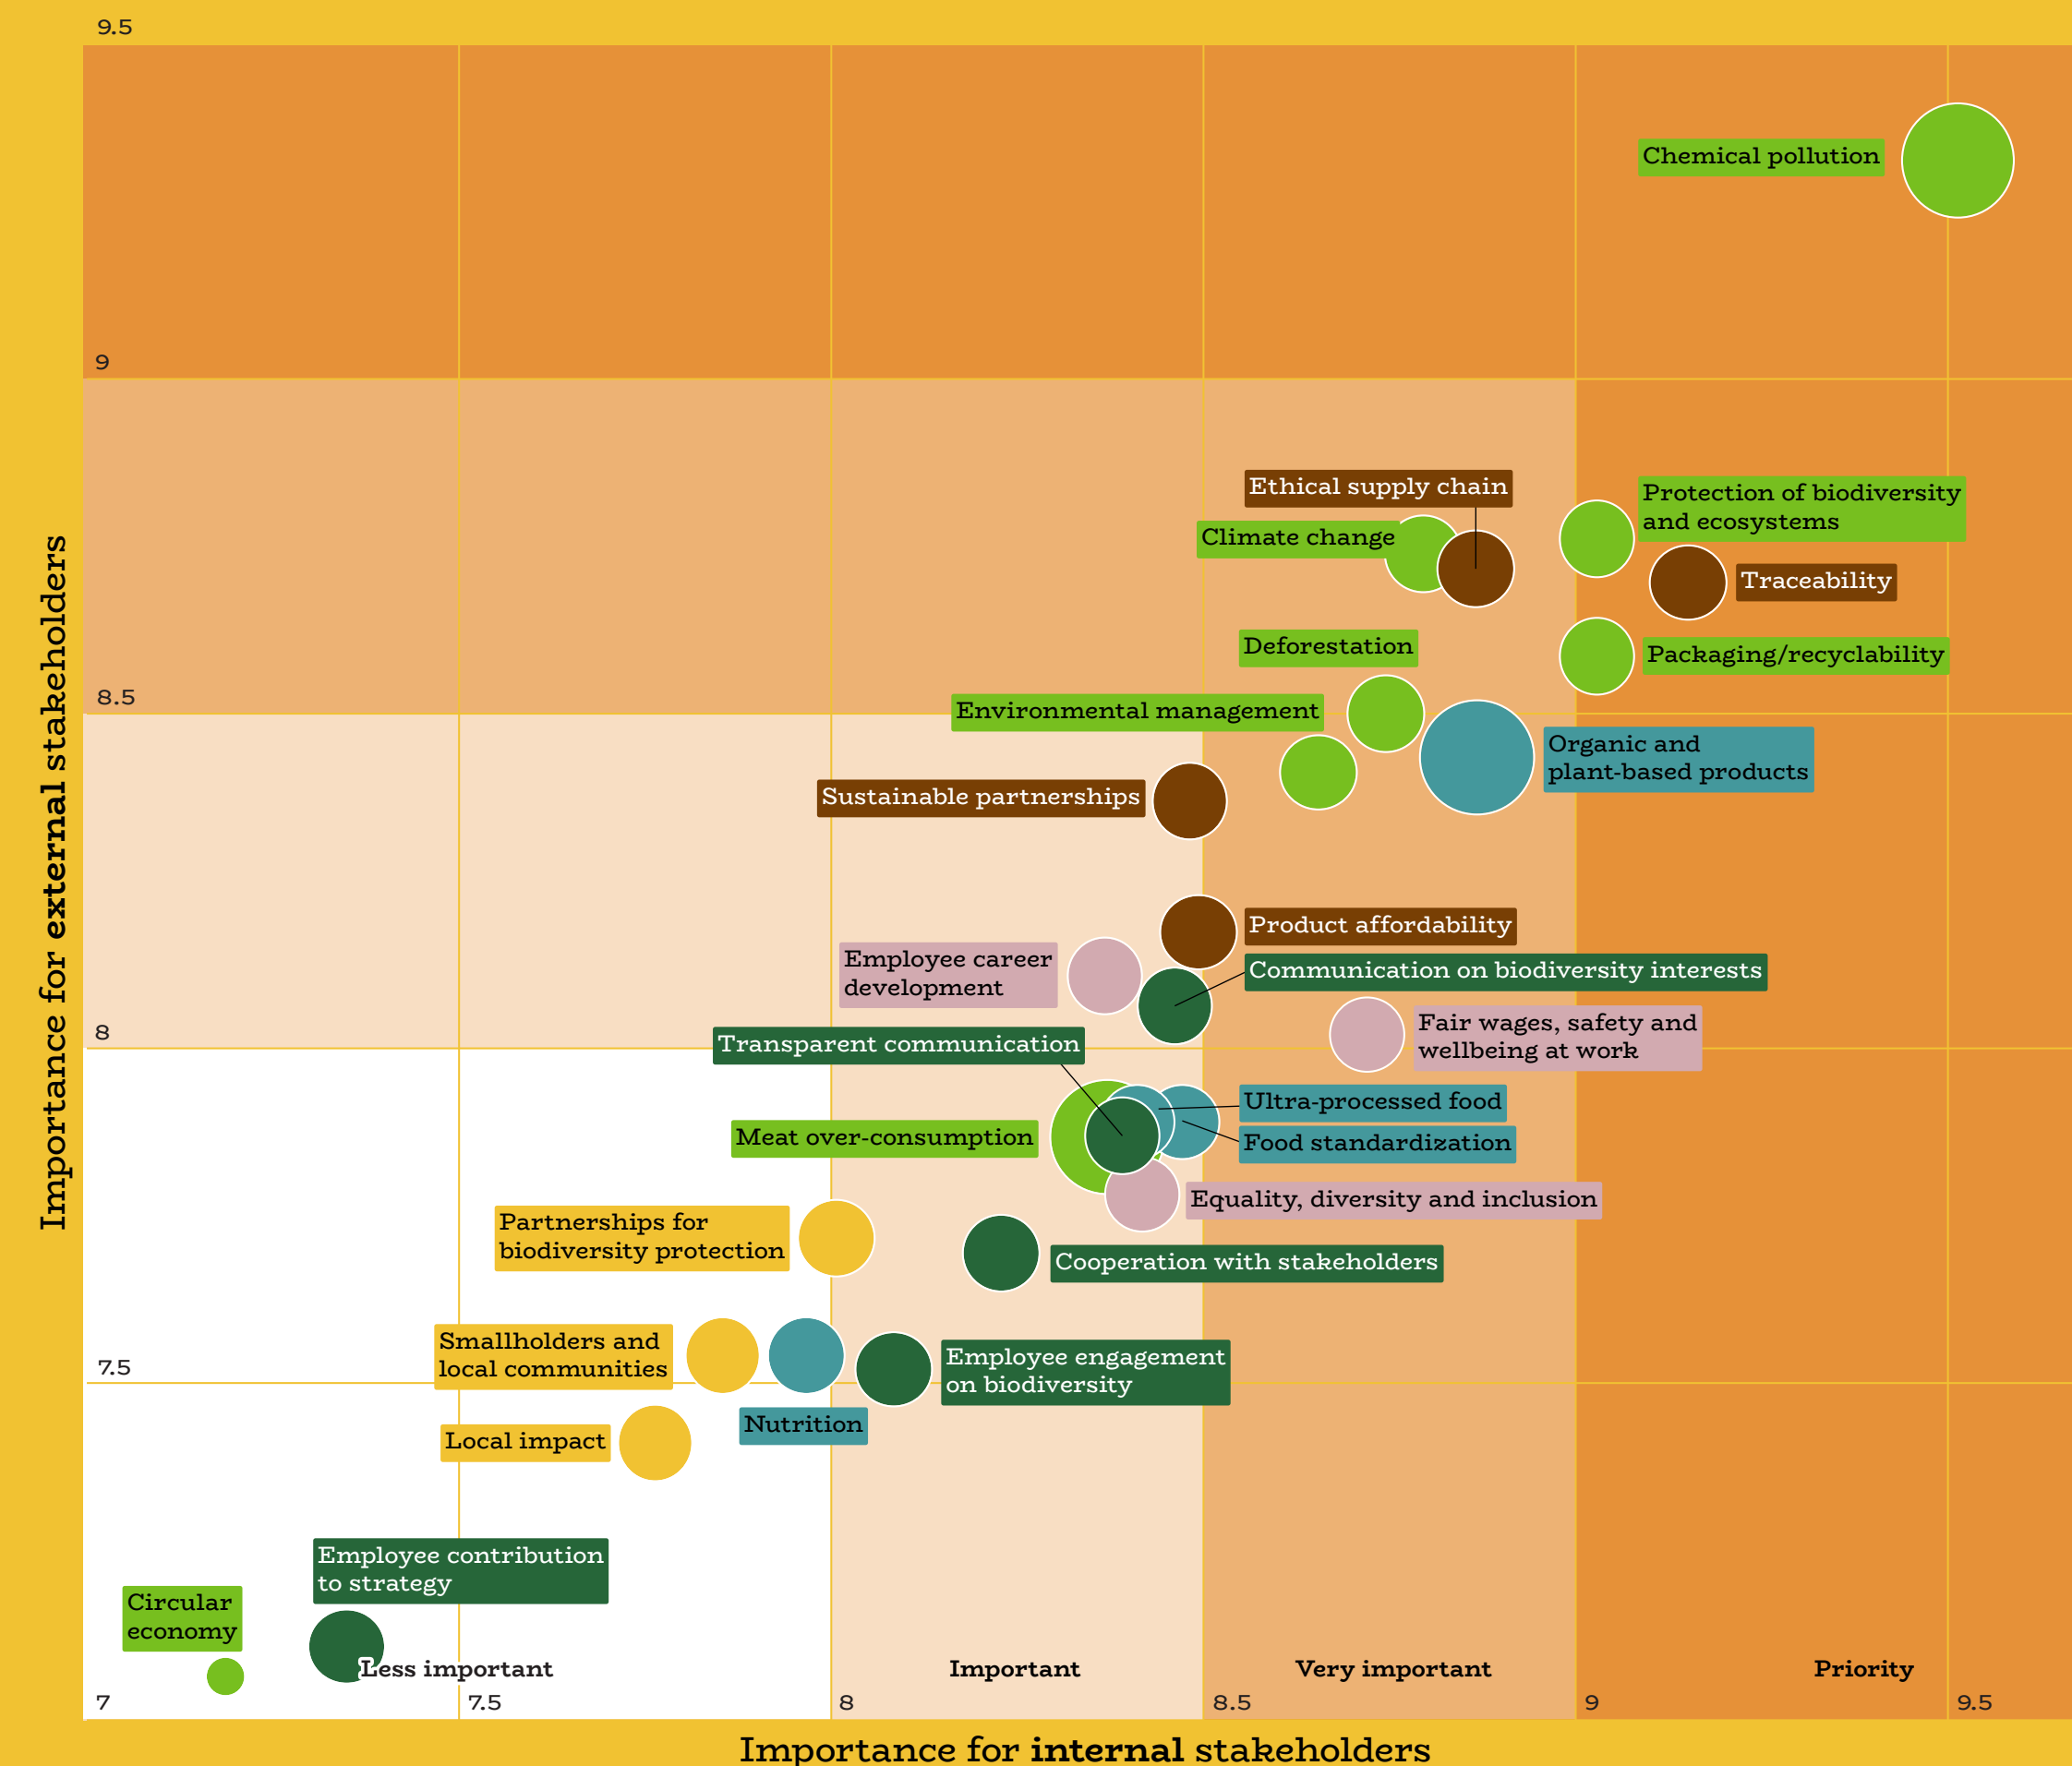 9.5
Chemical pollution
9
Ethical supply chain
Protection of biodiversity
and ecosystems
Climate change
Traceability
Deforestation
Packaging/recyclability
8.5
Environmental management
Organic and
plant-based products
Sustainable partnerships
Product affordability
Employee career
development
Communication on biodiversity interests
Fair wages, safety and
wellbeing at work
8
Transparent communication
Ultra-processed food
Meat over-consumption
Food standardization
Equality, diversity and inclusion
Partnerships for
biodiversity protection
Cooperation with stakeholders
Smallholders and
local communities
7.5
Employee engagement
on biodiversity
Nutrition
Local impact
Employee contribution
to strategy
Circular
economy
Less important
Important
Very important
Priority
7
7.5
8
8.5
9
9.5
Importance for internal stakeholders
Importance for external stakeholders